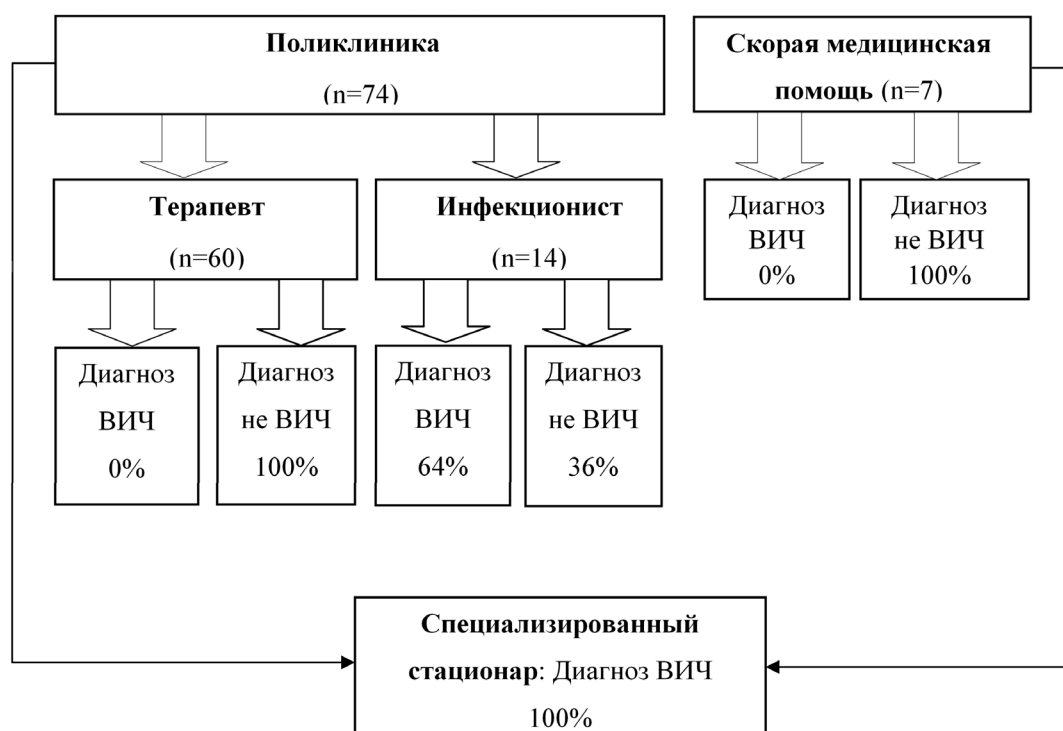 Поликлиника
(n=74)
Скорая медицинская
помощь (n=7)
Терапевт
(n=60)
Инфекционист
(n=14)
Диагноз
ВИЧ
0%
Диагноз
не ВИЧ
100%
Диагноз
ВИЧ
0%
Диагноз
не ВИЧ
100%
Диагноз
ВИЧ
64%
Диагноз
не ВИЧ
36%
Специализированный
стационар: Диагноз ВИЧ
100%